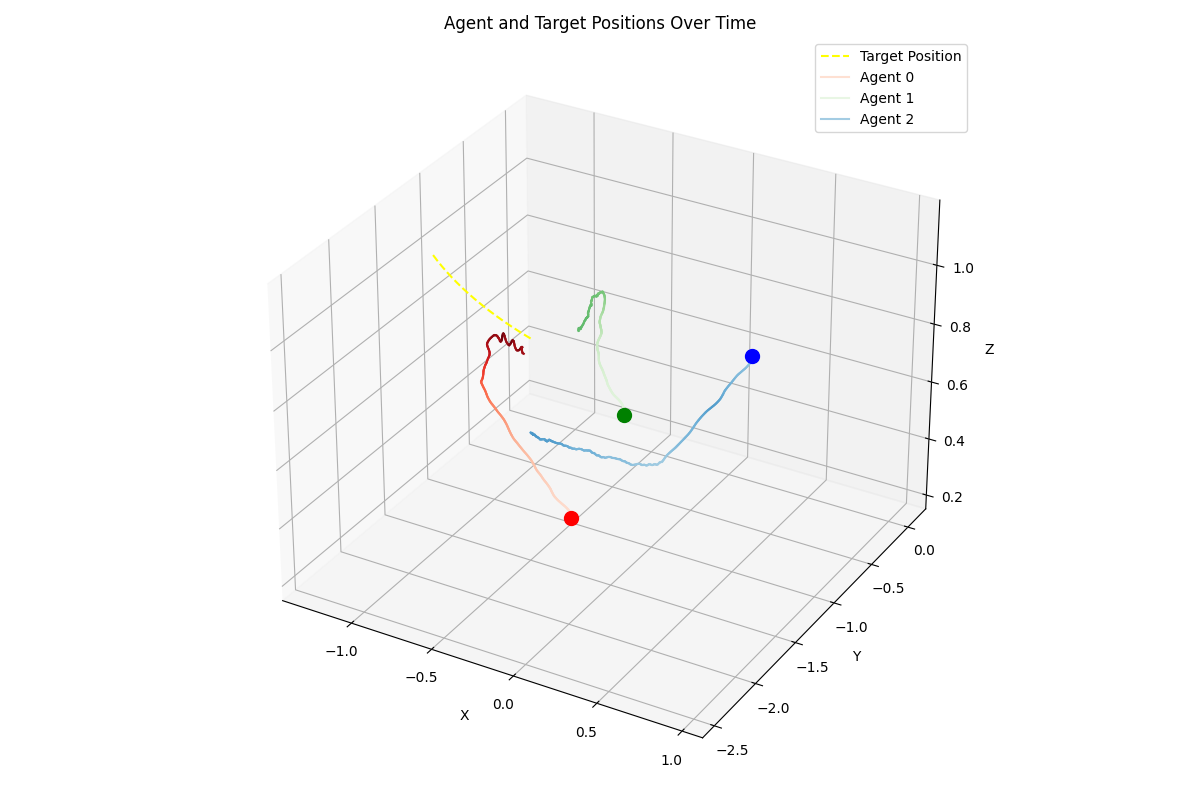 Agent and Target Positions Over Time
Target Position
Agent 0
Agent 1
Agent 2
1.0
0.8
Z
0.6
0.4
0.2
0.0
−0.5
−1.0
Y
−1.5
−2.0
−2.5
−1.0
−0.5
X
0.0
0.5
1.0